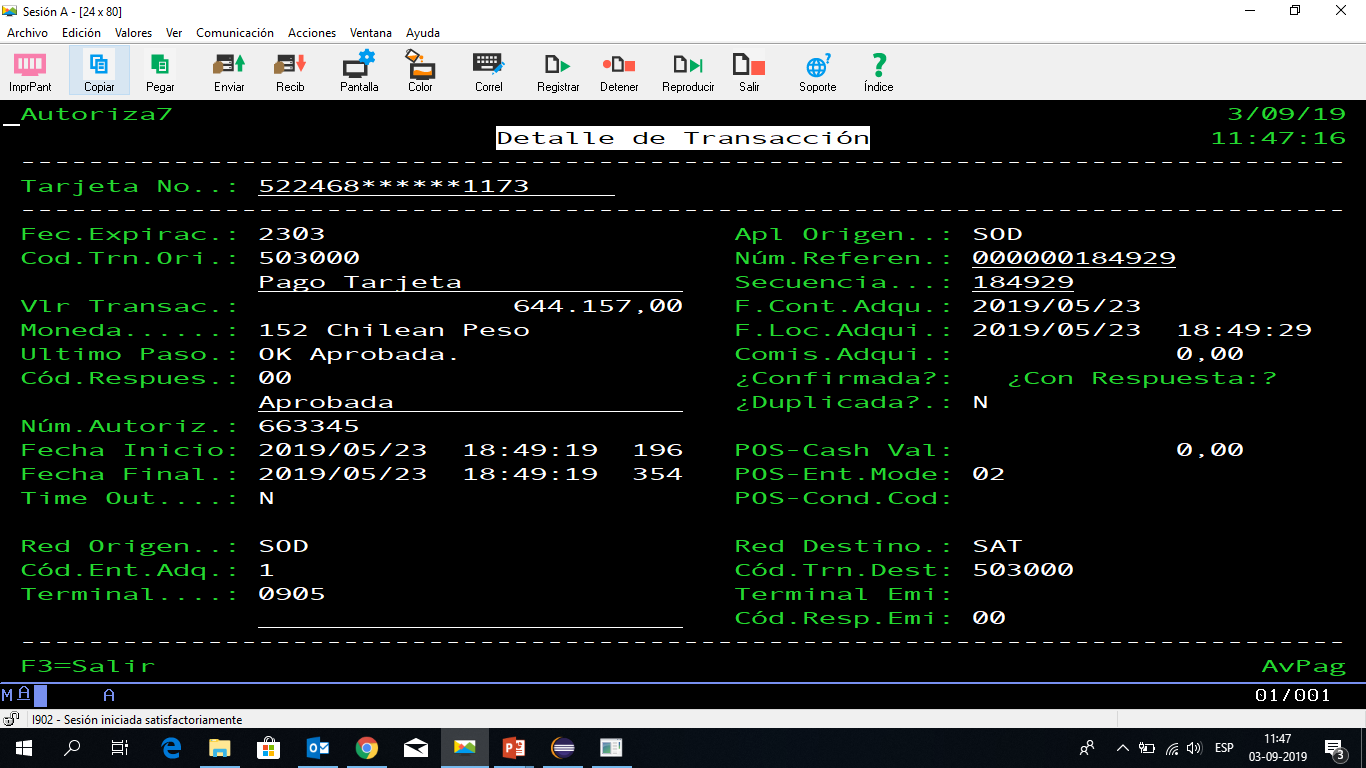 Sesión A - [24 x 80]
Archivo Edición Valores Ver Comunicación Acciones Ventana Ayuda
ImprPant Copiar Pegar Enviar Recib Pantalla Color Correl Registrar Detener Reproducir Salir Soporte Índice
Autoriza7 3/09/19
Detalle de Transacción 11:47:16
Tarjeta No..: 522468******1173
Fec.Expirac.: 2303 Apl Origen..: SOD
Cod.Trn.Ori.: 503000 Núm.Referen.: 000000184929
Pago Tarjeta Secuencia...: 184929
Vlr Transac.: 644.157,00 F.Cont.Adqu.: 2019/05/23
Moneda......: 152 Chilean Peso F.Loc.Adqui.: 2019/05/23 18:49:29
Ultimo Paso.: OK Aprobada. Comis.Adqui.: 0,00
Cód.Respues.: 00 ¿Confirmada?: ¿Con Respuesta:?
Aprobada ¿Duplicada?.: N
Núm.Autoriz.: 663345
Fecha Inicio: 2019/05/23 18:49:19 196 POS-Cash Val: 0,00
Fecha Final.: 2019/05/23 18:49:19 354 POS-Ent.Mode: 02
Time Out....: N POS-Cond.Cod:
Red Origen..: SOD Red Destino.: SAT
Cód.Ent.Adq.: 1 Cód.Trn.Dest: 503000
Terminal....: 0905 Terminal Emi:
Cód.Resp.Emi: 00
F3=Salir AvPag
MA A 01/001
I902 - Sesión iniciada satisfactoriamente
ESP 11:47
03-09-2019 3